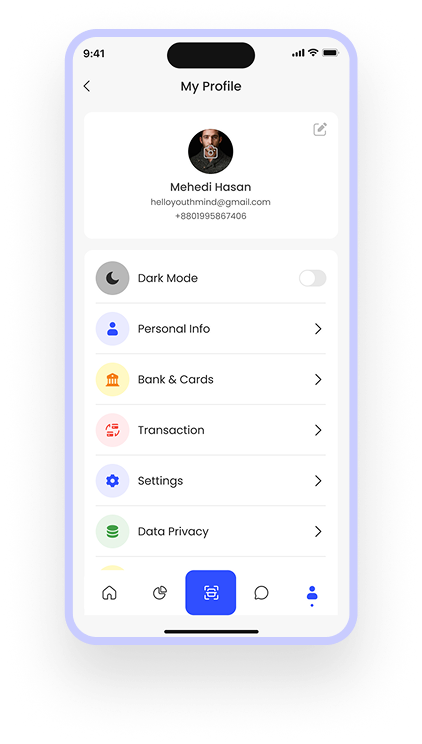 9:41
My Profile
Mehedi Hasan
helloyouthmind@gmail.com
+8801995867406
Dark Mode
Personal Info
Bank & Cards
Transaction
Settings
Data Privacy